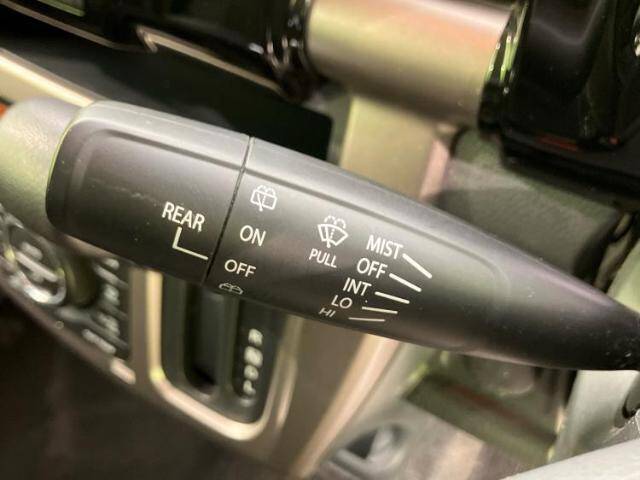 REAR
ON
OFF
PULL
MIST
OFF
INT
LO
HI